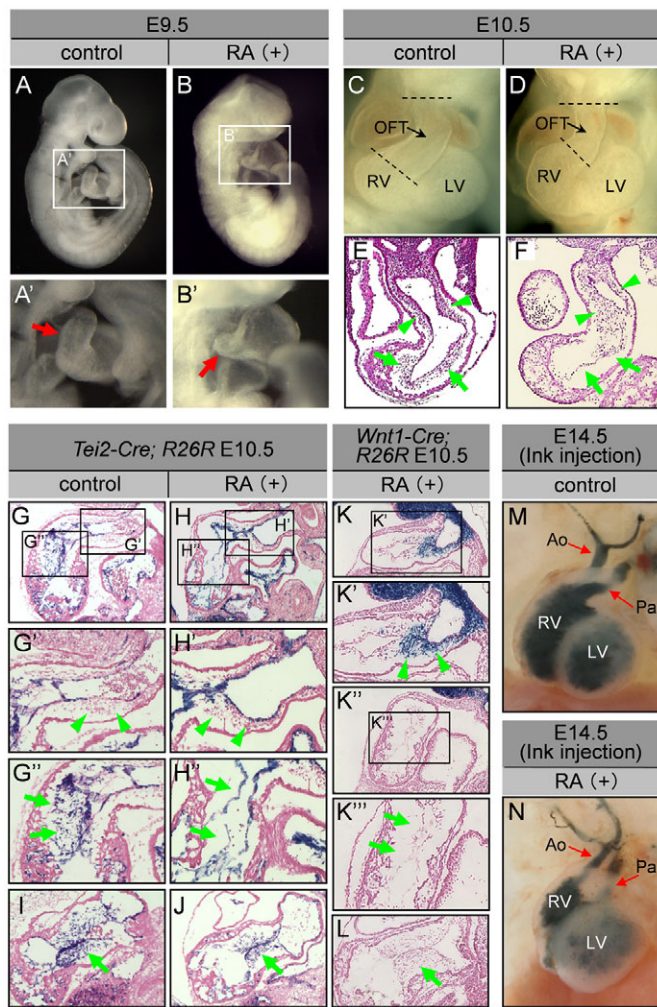 E9.5
control
RA (+)
E10.5
control
RA (+)
A
A'
B
B'
C
OFT
RV
LV
D
OFT
RV
LV
A'
B'
E
F
Tei2-Cre; R26R E10.5
control
RA (+)
Wnt1-Cre;
R26R E10.5
RA (+)
E14.5
(Ink injection)
control
G
G'''
G'
H
H'
H''
K
K'
M
Ao
Pa
RV
LV
G'
H'
K'
G''
H''
K''
K'''
E14.5
(Ink injection)
RA (+)
K'''
N
Ao
Pa
RV
LV
I
J
L